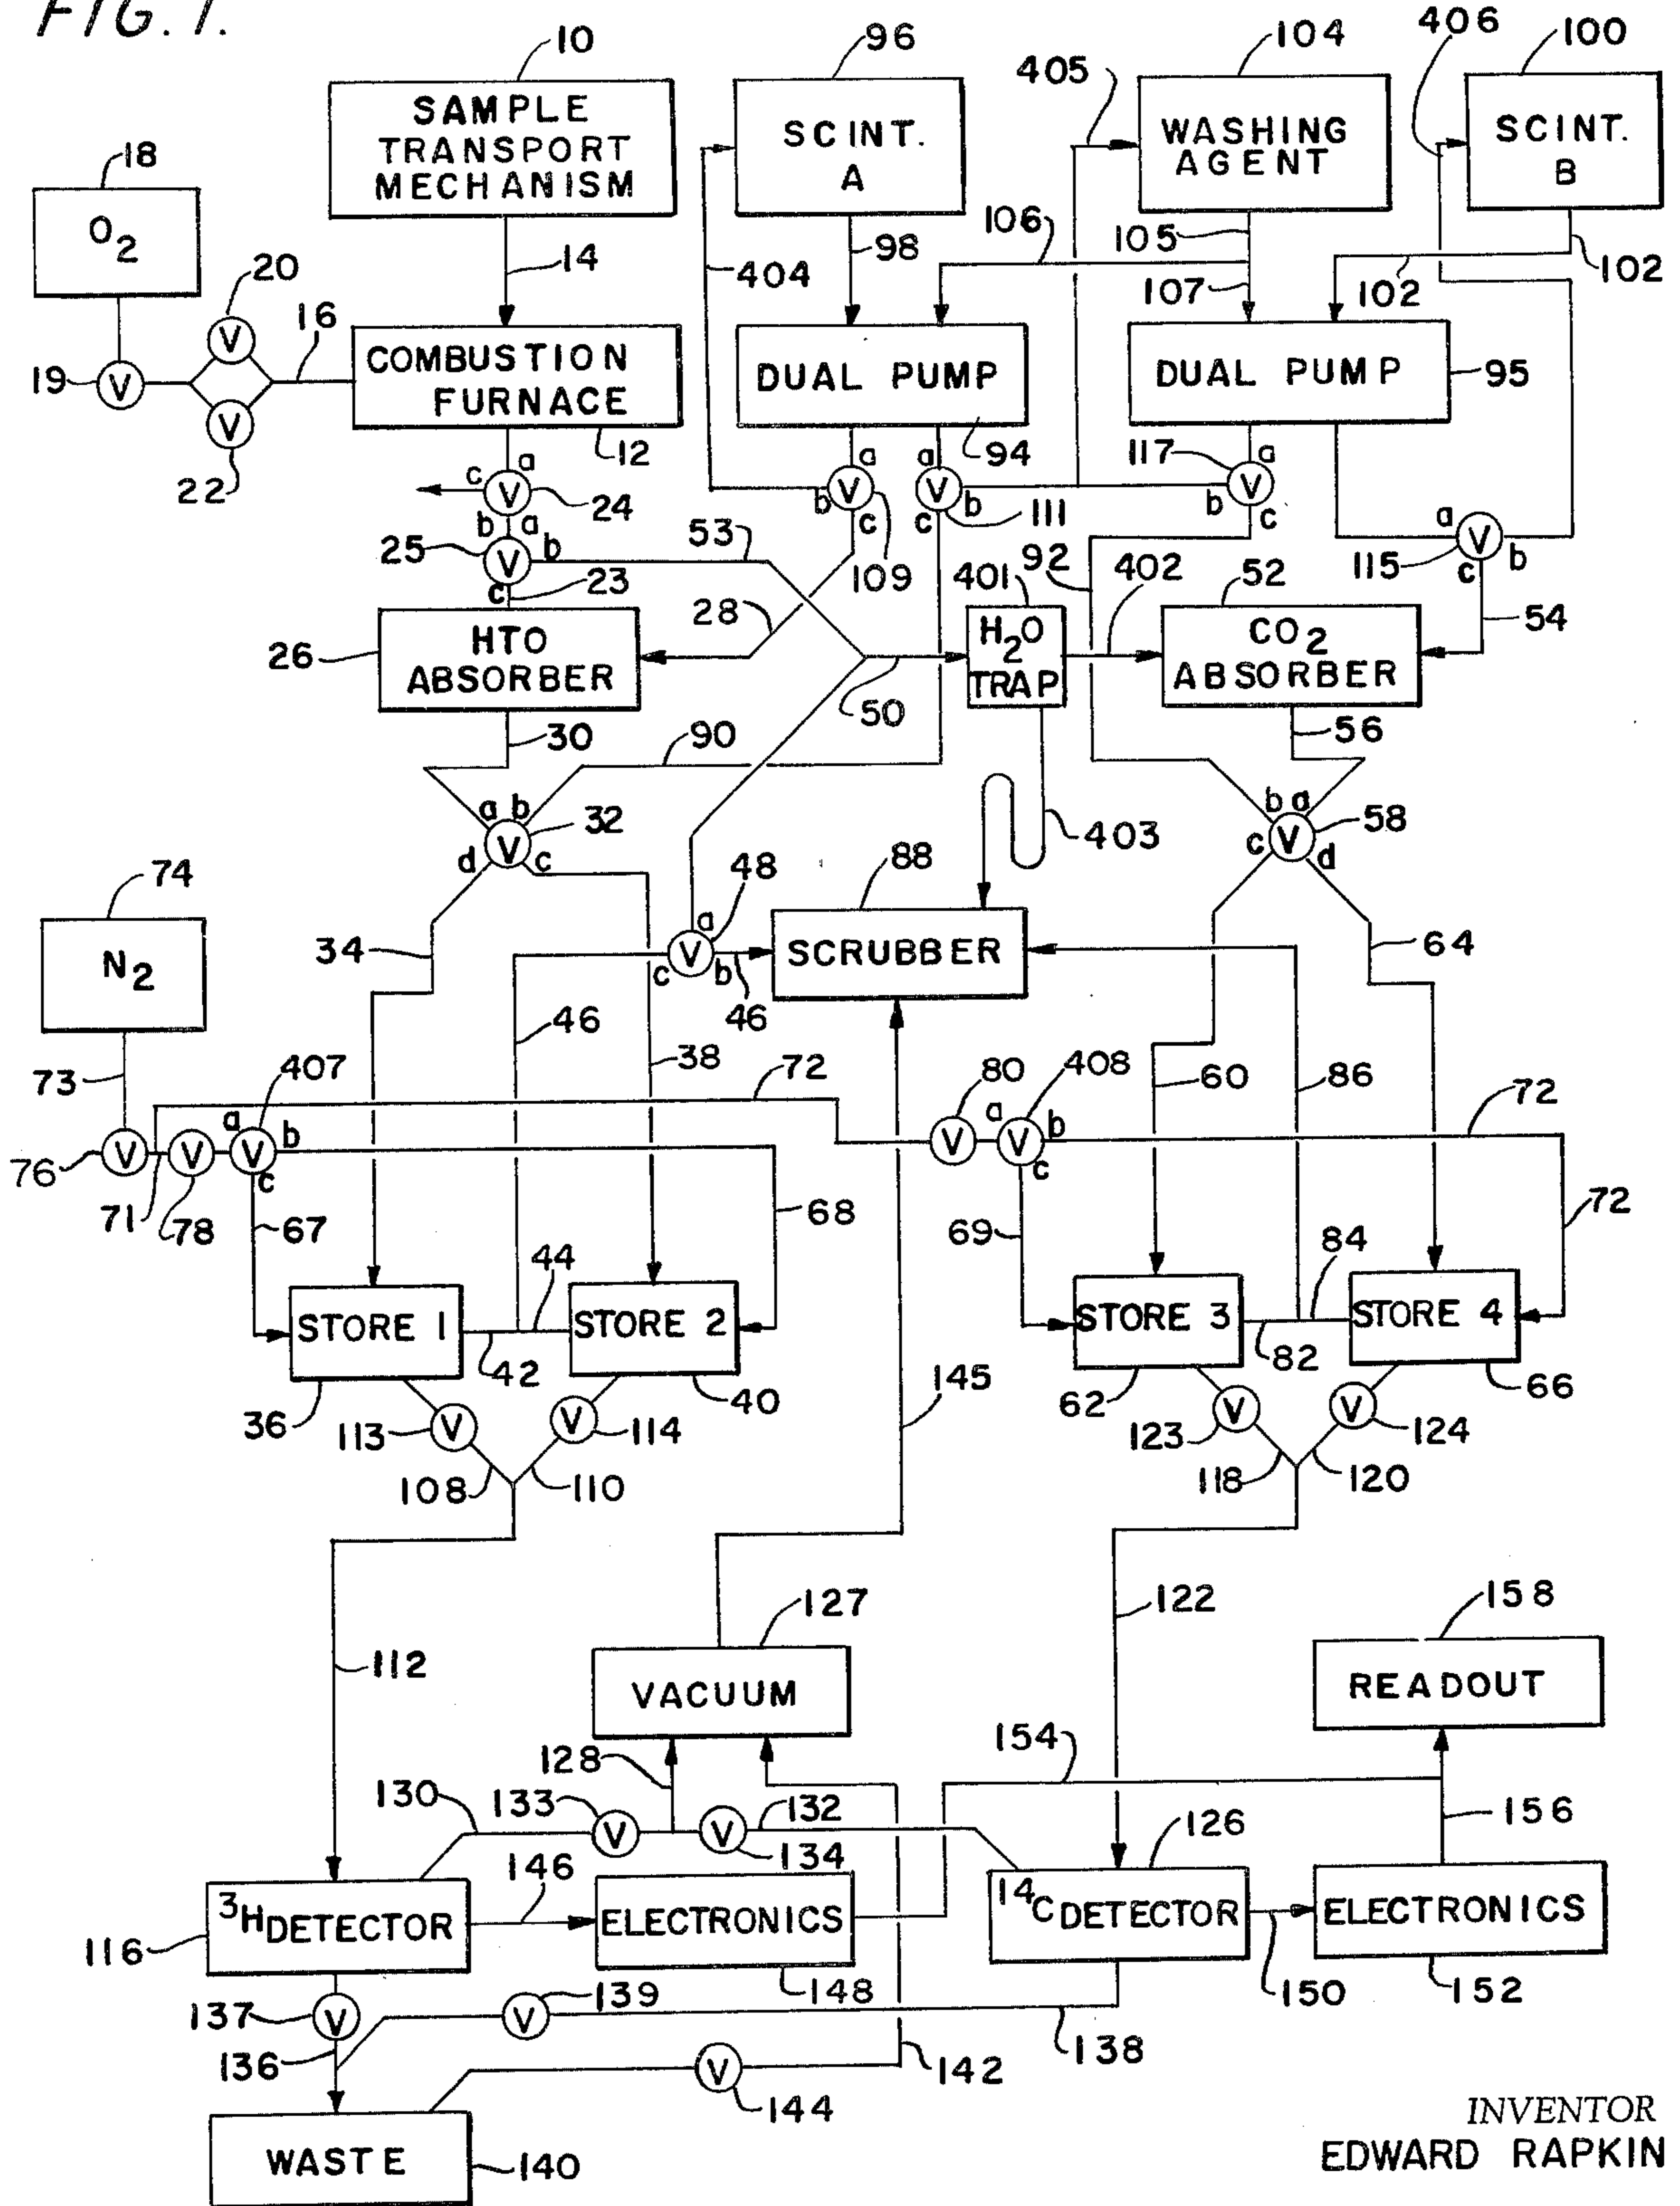 FIG. 1.
10
96
104
406
100
405
SAMPLE
TRANSPORT
MECHANISM
SCINT.
A
WASHING
AGENT
SCINT.
B
18
O2
106
105
98
14
404
107
102
102
20
16
19
V
V
V
22
COMBUSTION
FURNACE
12
DUAL PUMP
94
DUAL PUMP
95
a
c
V
24
b
a
25
V
b
c
23
53
a
b
V
c
109
a
V
b
c
111
117
a
b
V
c
a
V
b
c
115
92
402
401
52
54
28
26
HTO
ABSORBER
H2O
TRAP
CO2
ABSORBER
50
30
90
56
a
b
V
32
d
c
403
b
a
c
V
58
d
74
N2
34
48
a
V
c
b
46
88
SCRUBBER
64
46
38
73
407
72
80
408
60
86
72
76
V
V
a
V
b
c
V
a
V
b
c
71
78
67
68
69
72
44
84
STORE 1
STORE 2
STORE 3
STORE 4
42
82
36
40
62
66
145
113
V
V
114
123
V
V
124
108
110
118
120
112
127
122
158
VACUUM
READOUT
128
154
130
133
V
V
132
134
126
156
146
3H DETECTOR
116
ELECTRONICS
148
14C DETECTOR
150
ELECTRONICS
152
137
V
139
V
136
138
V
142
144
WASTE
140
INVENTOR
EDWARD RAPKIN